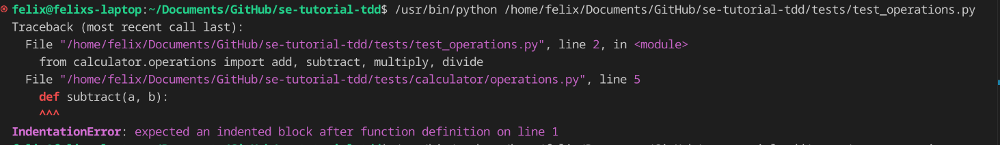 felix@felixs-laptop:~/Documents/GitHub/se-tutorial-tdd$ /usr/bin/python /home/felix/Documents/GitHub/se-tutorial-tdd/tests/test_operations.py
Traceback (most recent call last):
  File "/home/felix/Documents/GitHub/se-tutorial-tdd/tests/test_operations.py", line 2, in <module>
    from calculator.operations import add, subtract, multiply, divide
  File "/home/felix/Documents/GitHub/se-tutorial-tdd/tests/calculator/operations.py", line 5
    def subtract(a, b):
    ^^^
IndentationError: expected an indented block after function definition on line 1